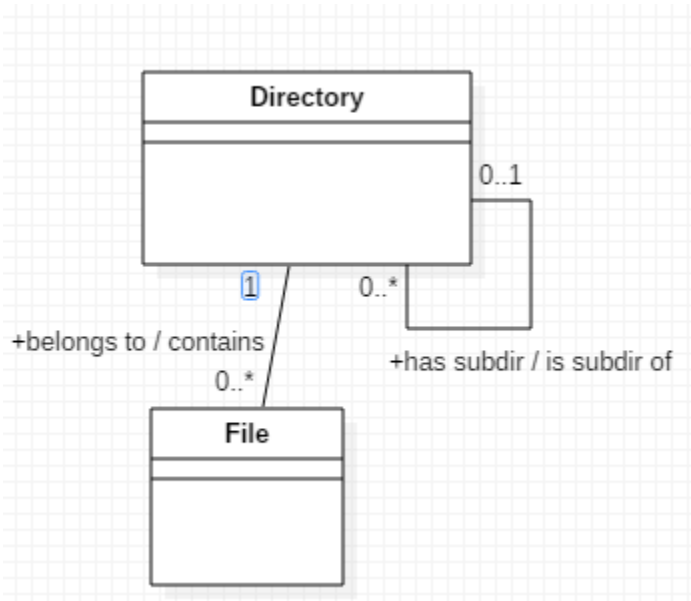 Directory
0..1
1
0..*
+belongs to / contains
+has subdir / is subdir of
0..*
File